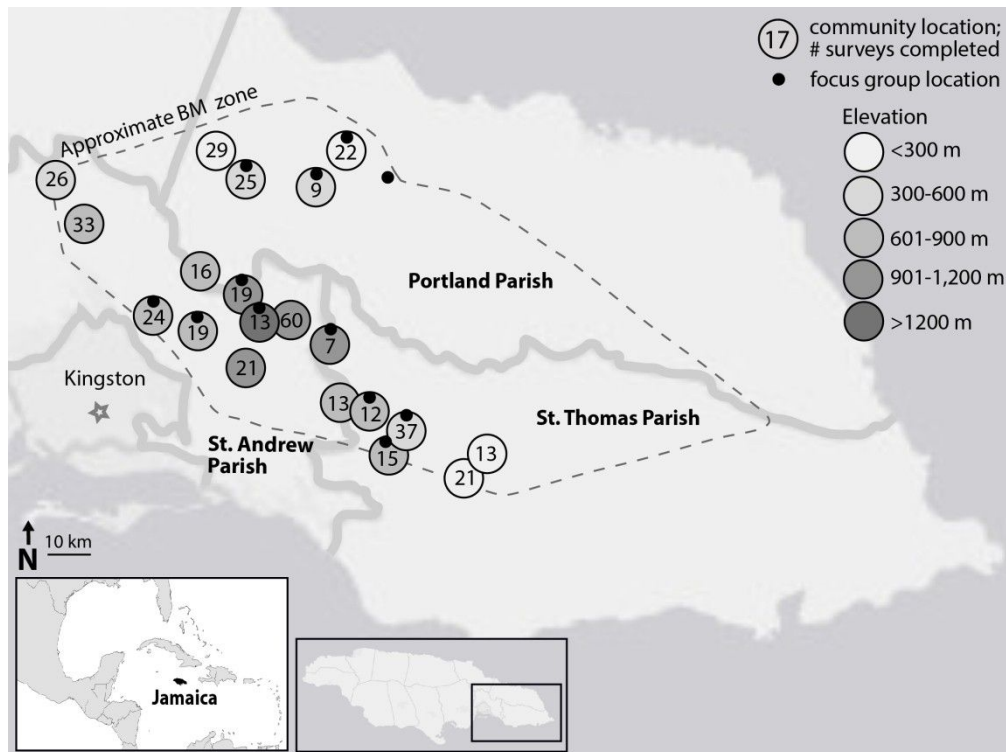 17
community location;
# surveys completed
focus group location
Elevation
<300 m
300-600 m
601-900 m
901-1,200 m
>1200 m
Approximate BM zone
29
22
25
9
26
33
16
19
13
60
24
19
7
21
Portland Parish
Kingston
13
12
37
15
13
21
St. Thomas Parish
St. Andrew
Parish
N
10 km
Jamaica